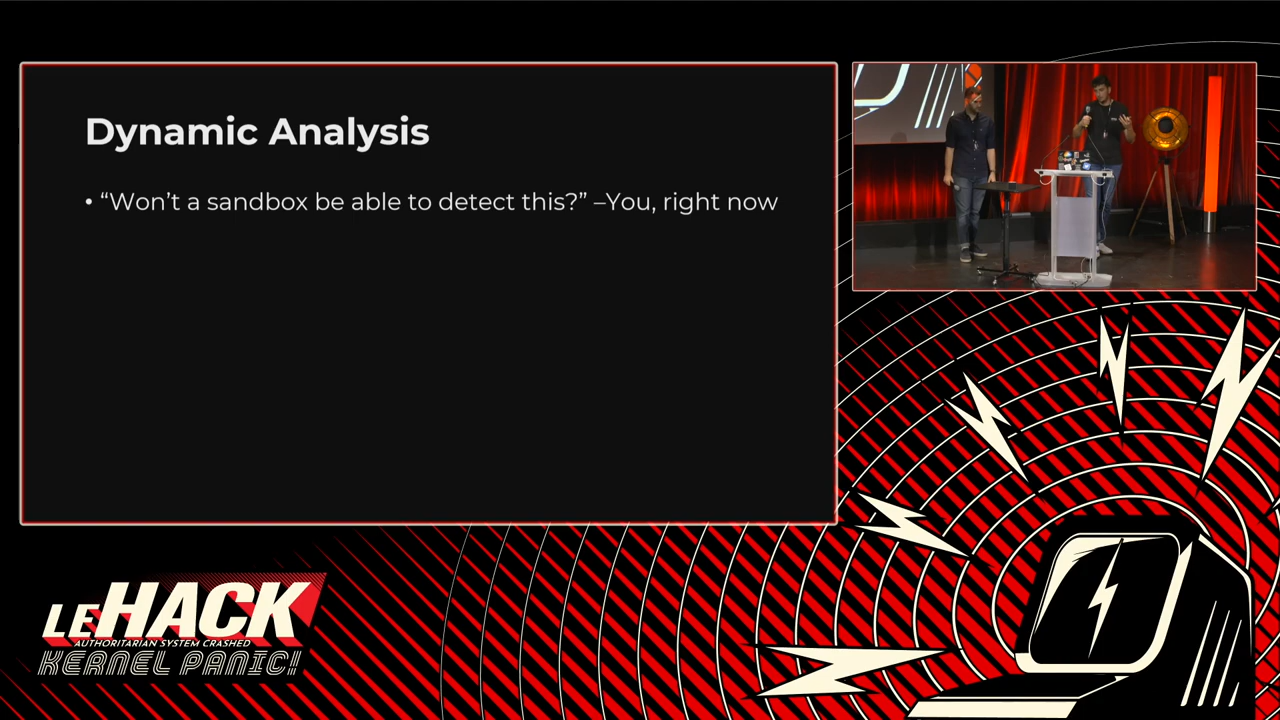 Dynamic Analysis
• “Won’t a sandbox be able to detect this?” –You, right now
LEHACK
AUTHORITARIAN SYSTEM CRASHED
KERNEL PANIC!